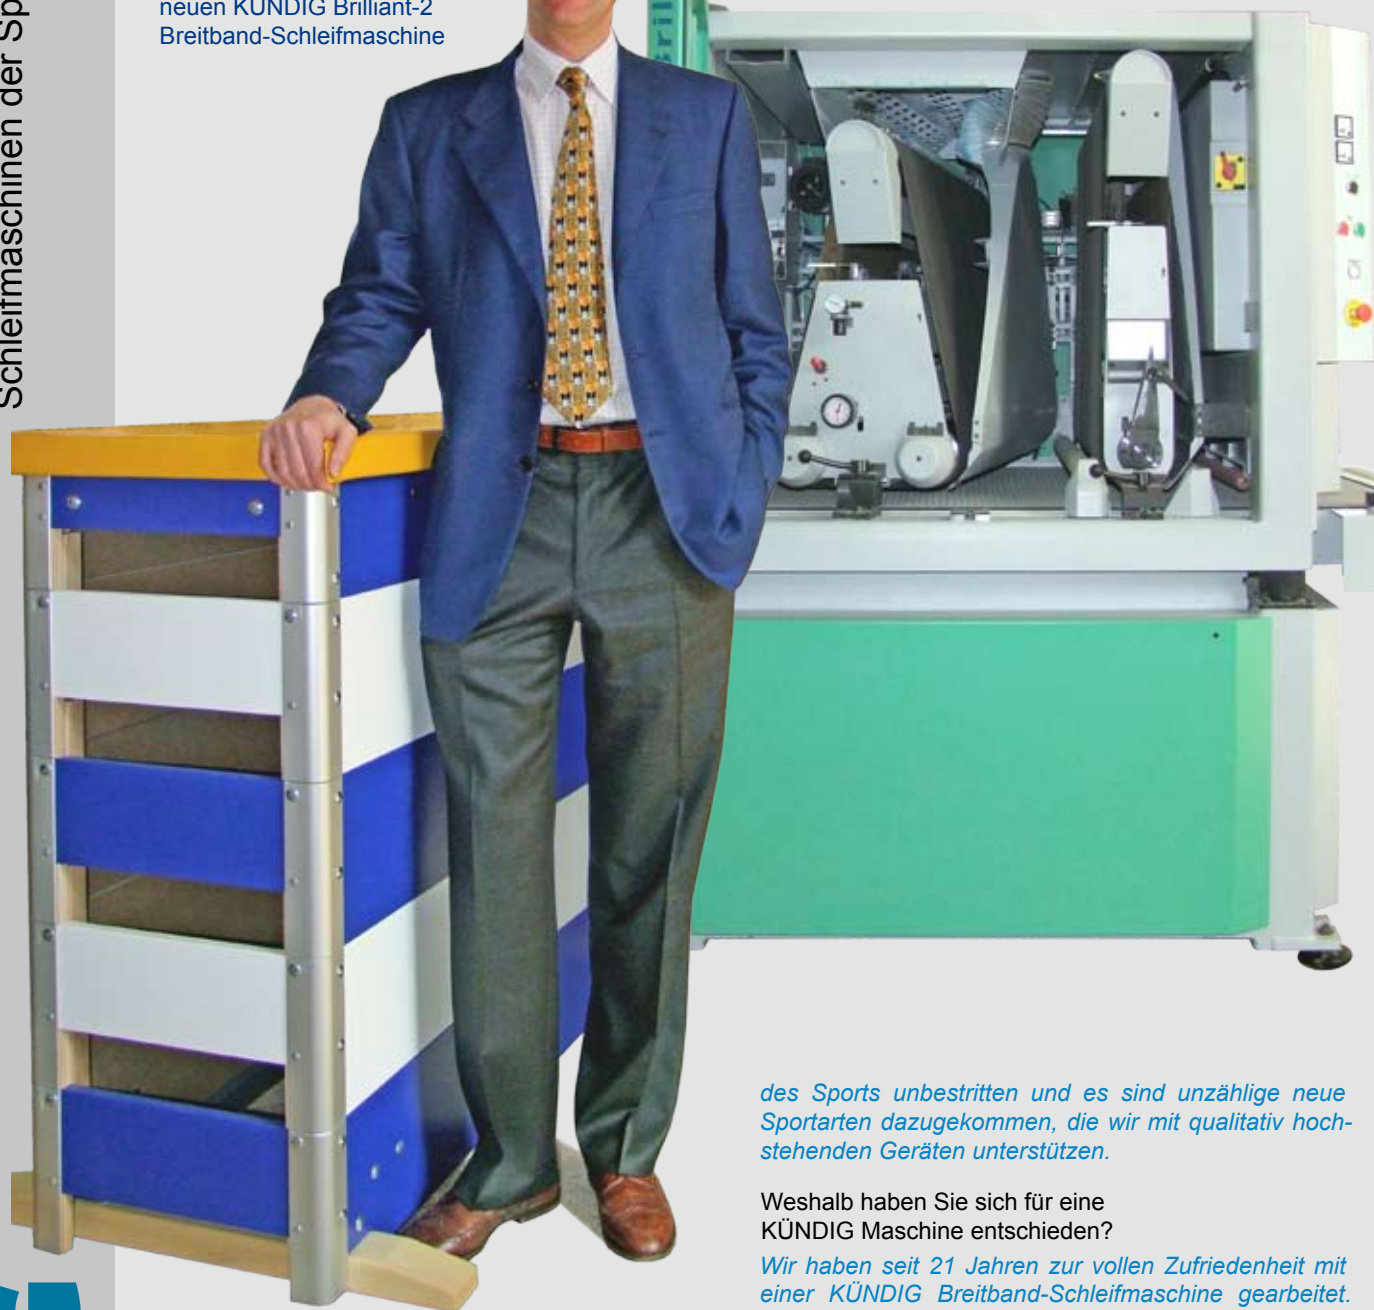 neuen KÜNDIG Brilliant-2
Breitband-Schleifmaschine
Schleifmaschinen der
des Sports unbestritten und es sind unzählige neue
Sportarten dazugekommen, die wir mit qualitativ hoch-
stehenden Geräten unterstützen.
Weshalb haben Sie sich für eine
KÜNDIG Maschine entschieden?
Wir haben seit 21 Jahren zur vollen Zufriedenheit mit
einer KÜNDIG Breitband-Schleifmaschine gearbeitet.